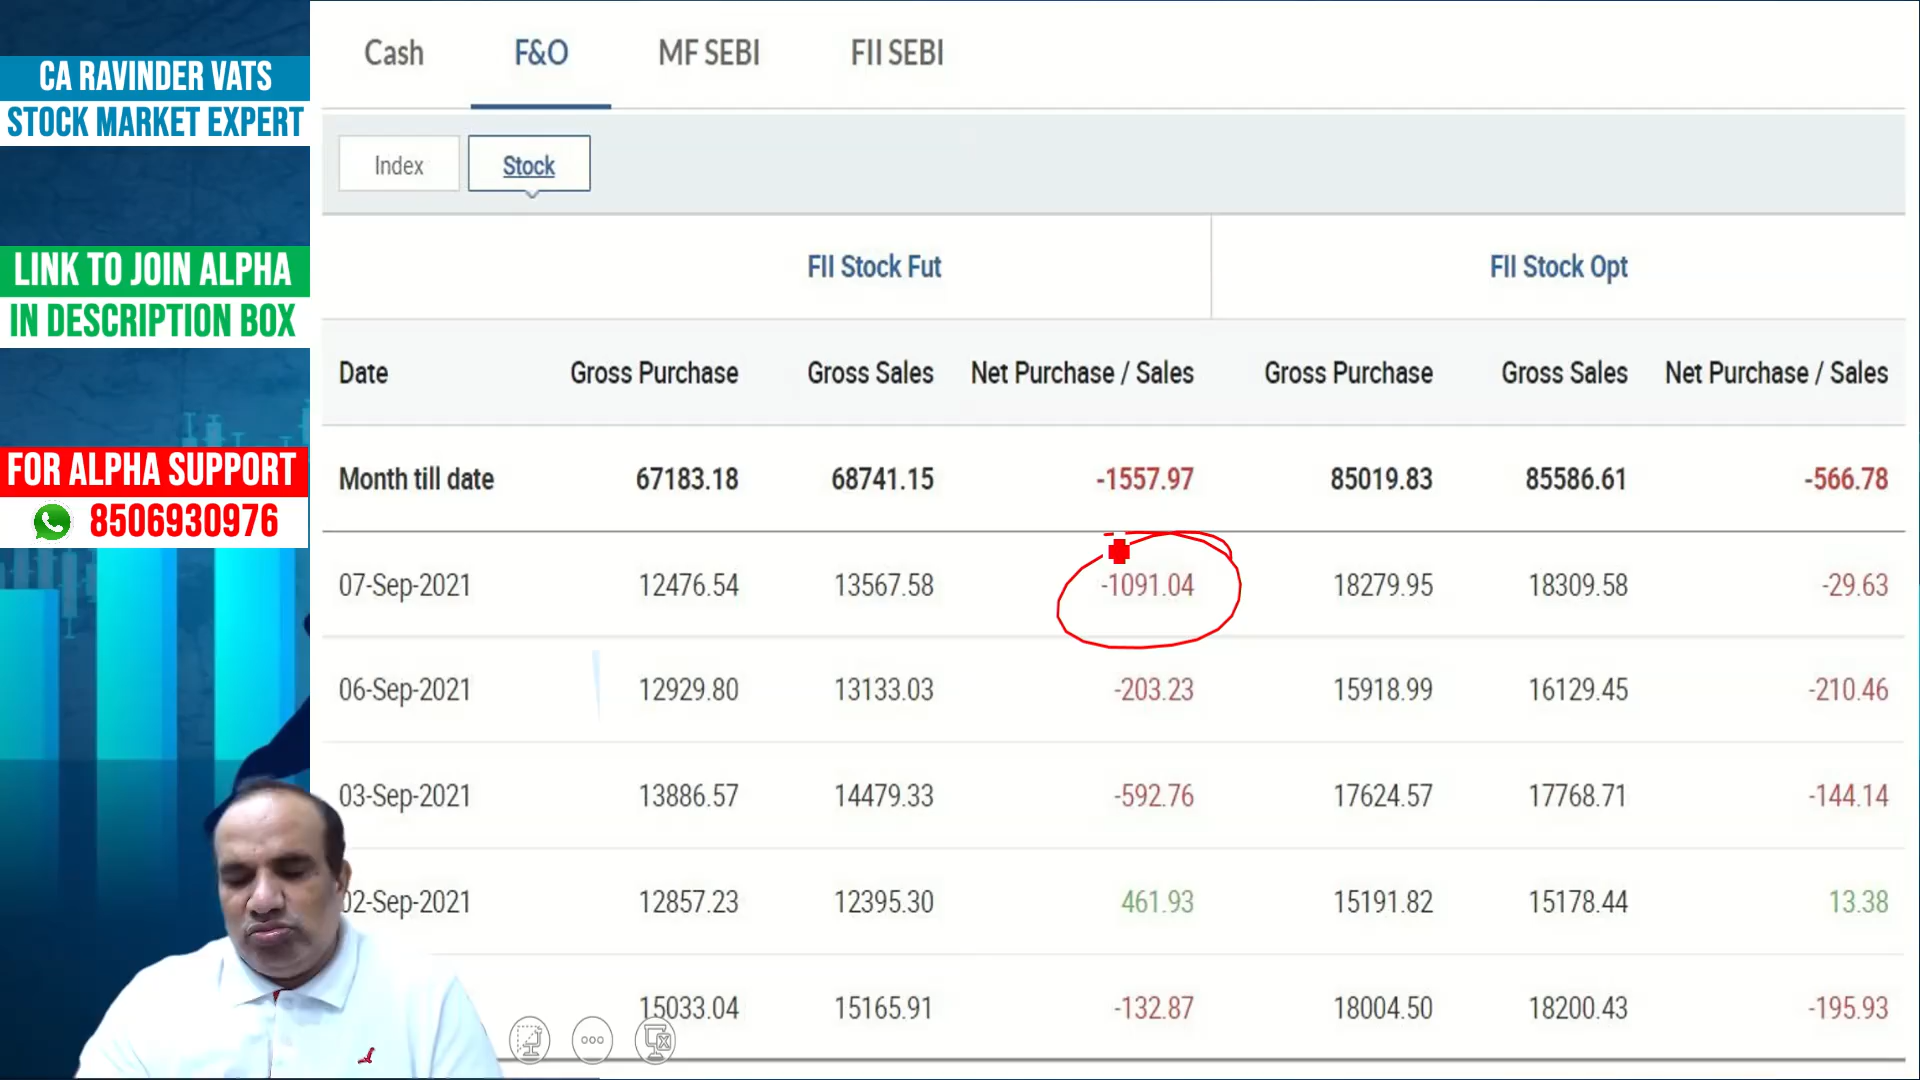 CA RAVINDER VATS
STOCK MARKET EXPERT
LINK TO JOIN ALPHA
IN DESCRIPTION BOX
FOR ALPHA SUPPORT
8506930976
Cash F&O MF SEBI FII SEBI
Index Stock
FII Stock Fut FII Stock Opt
Date Gross Purchase Gross Sales Net Purchase / Sales Gross Purchase Gross Sales Net Purchase / Sales
Month till date 67183.18 68741.15 -1557.97 85019.83 85586.61 -566.78
07-Sep-2021 12476.54 13567.58 -1091.04 18279.95 18309.58 -29.63
06-Sep-2021 12929.80 13133.03 -203.23 15918.99 16129.45 -210.46
03-Sep-2021 13886.57 14479.33 -592.76 17624.57 17768.71 -144.14
02-Sep-2021 12857.23 12395.30 461.93 15191.82 15178.44 13.38
15033.04 15165.91 -132.87 18004.50 18200.43 -195.93